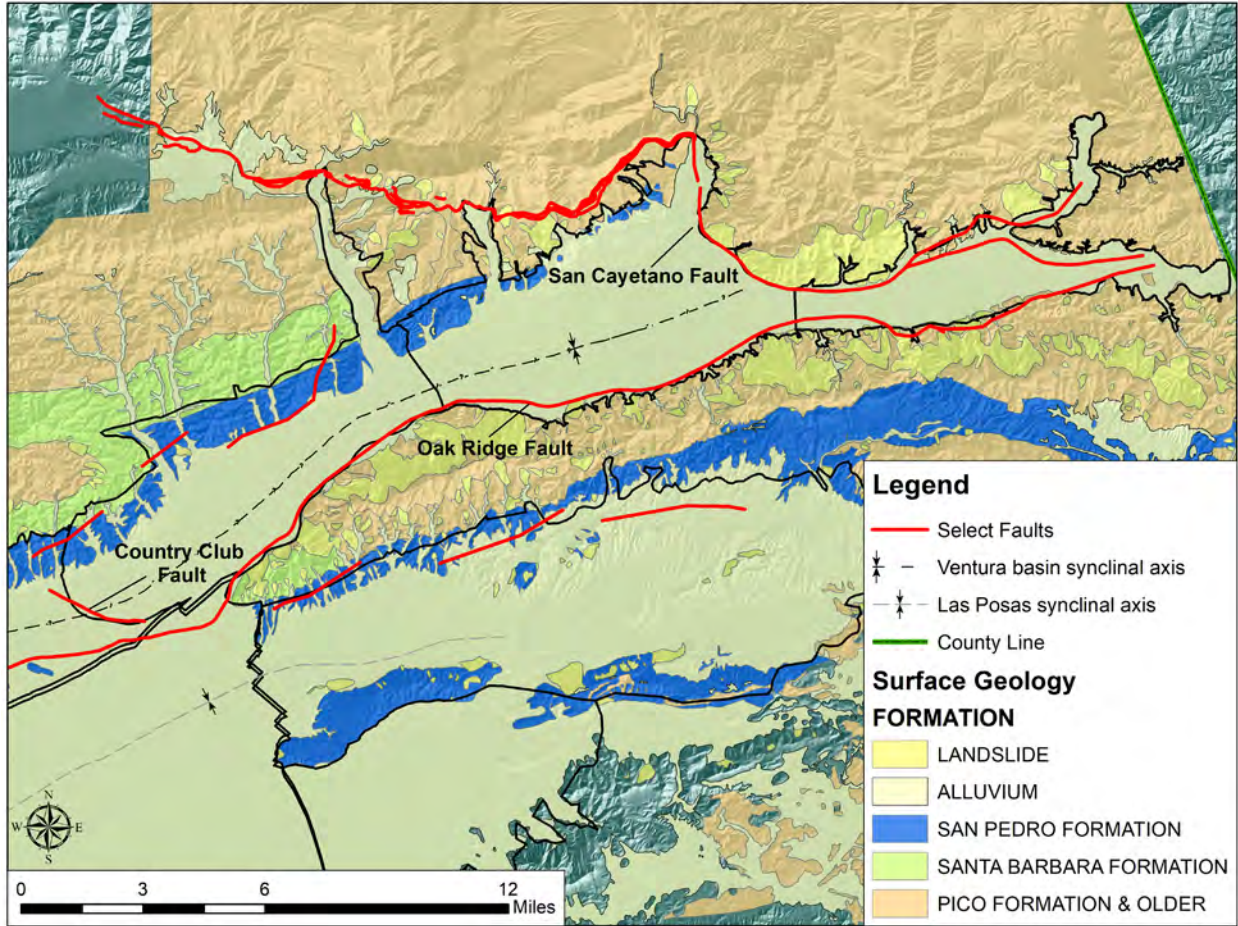 San Cayetano Fault
Oak Ridge Fault
Country Club
Fault
N
W
E
S
0 3 6 12
Miles
Legend
Select Faults
Ventura basin synclinal axis
Las Posas synclinal axis
County Line
Surface Geology
FORMATION
LANDSLIDE
ALLUVIUM
SAN PEDRO FORMATION
SANTA BARBARA FORMATION
PICO FORMATION & OLDER